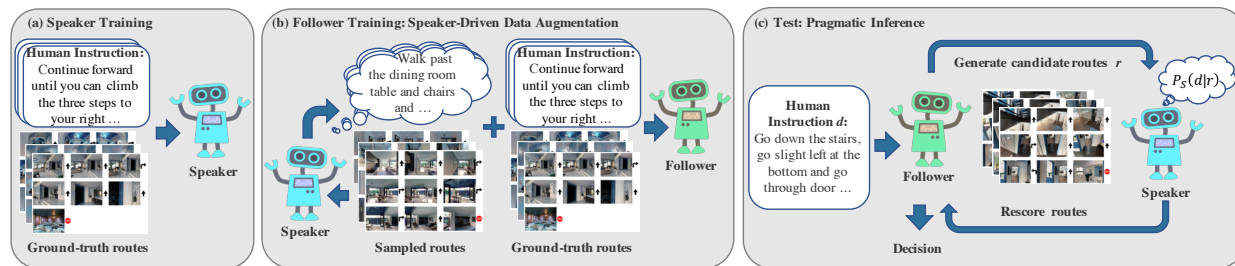 (a) Speaker Training
Human Instruction:
Continue forward
until you can climb
the three steps to
your right ...
Speaker
Ground-truth routes
(b) Follower Training: Speaker-Driven Data Augmentation
Walk past
the dining room
table and chairs
and ...
Speaker
Sampled routes
Human Instruction:
Continue forward
until you can climb
the three steps to
your right ...
Ground-truth routes
Follower
(c) Test: Pragmatic Inference
Generate candidate routes r
Human
Instruction d:
Go down the stairs,
go slight left at the
bottom and go
through door ...
Follower
P_S(d|r)
Speaker
Rescore routes
Decision